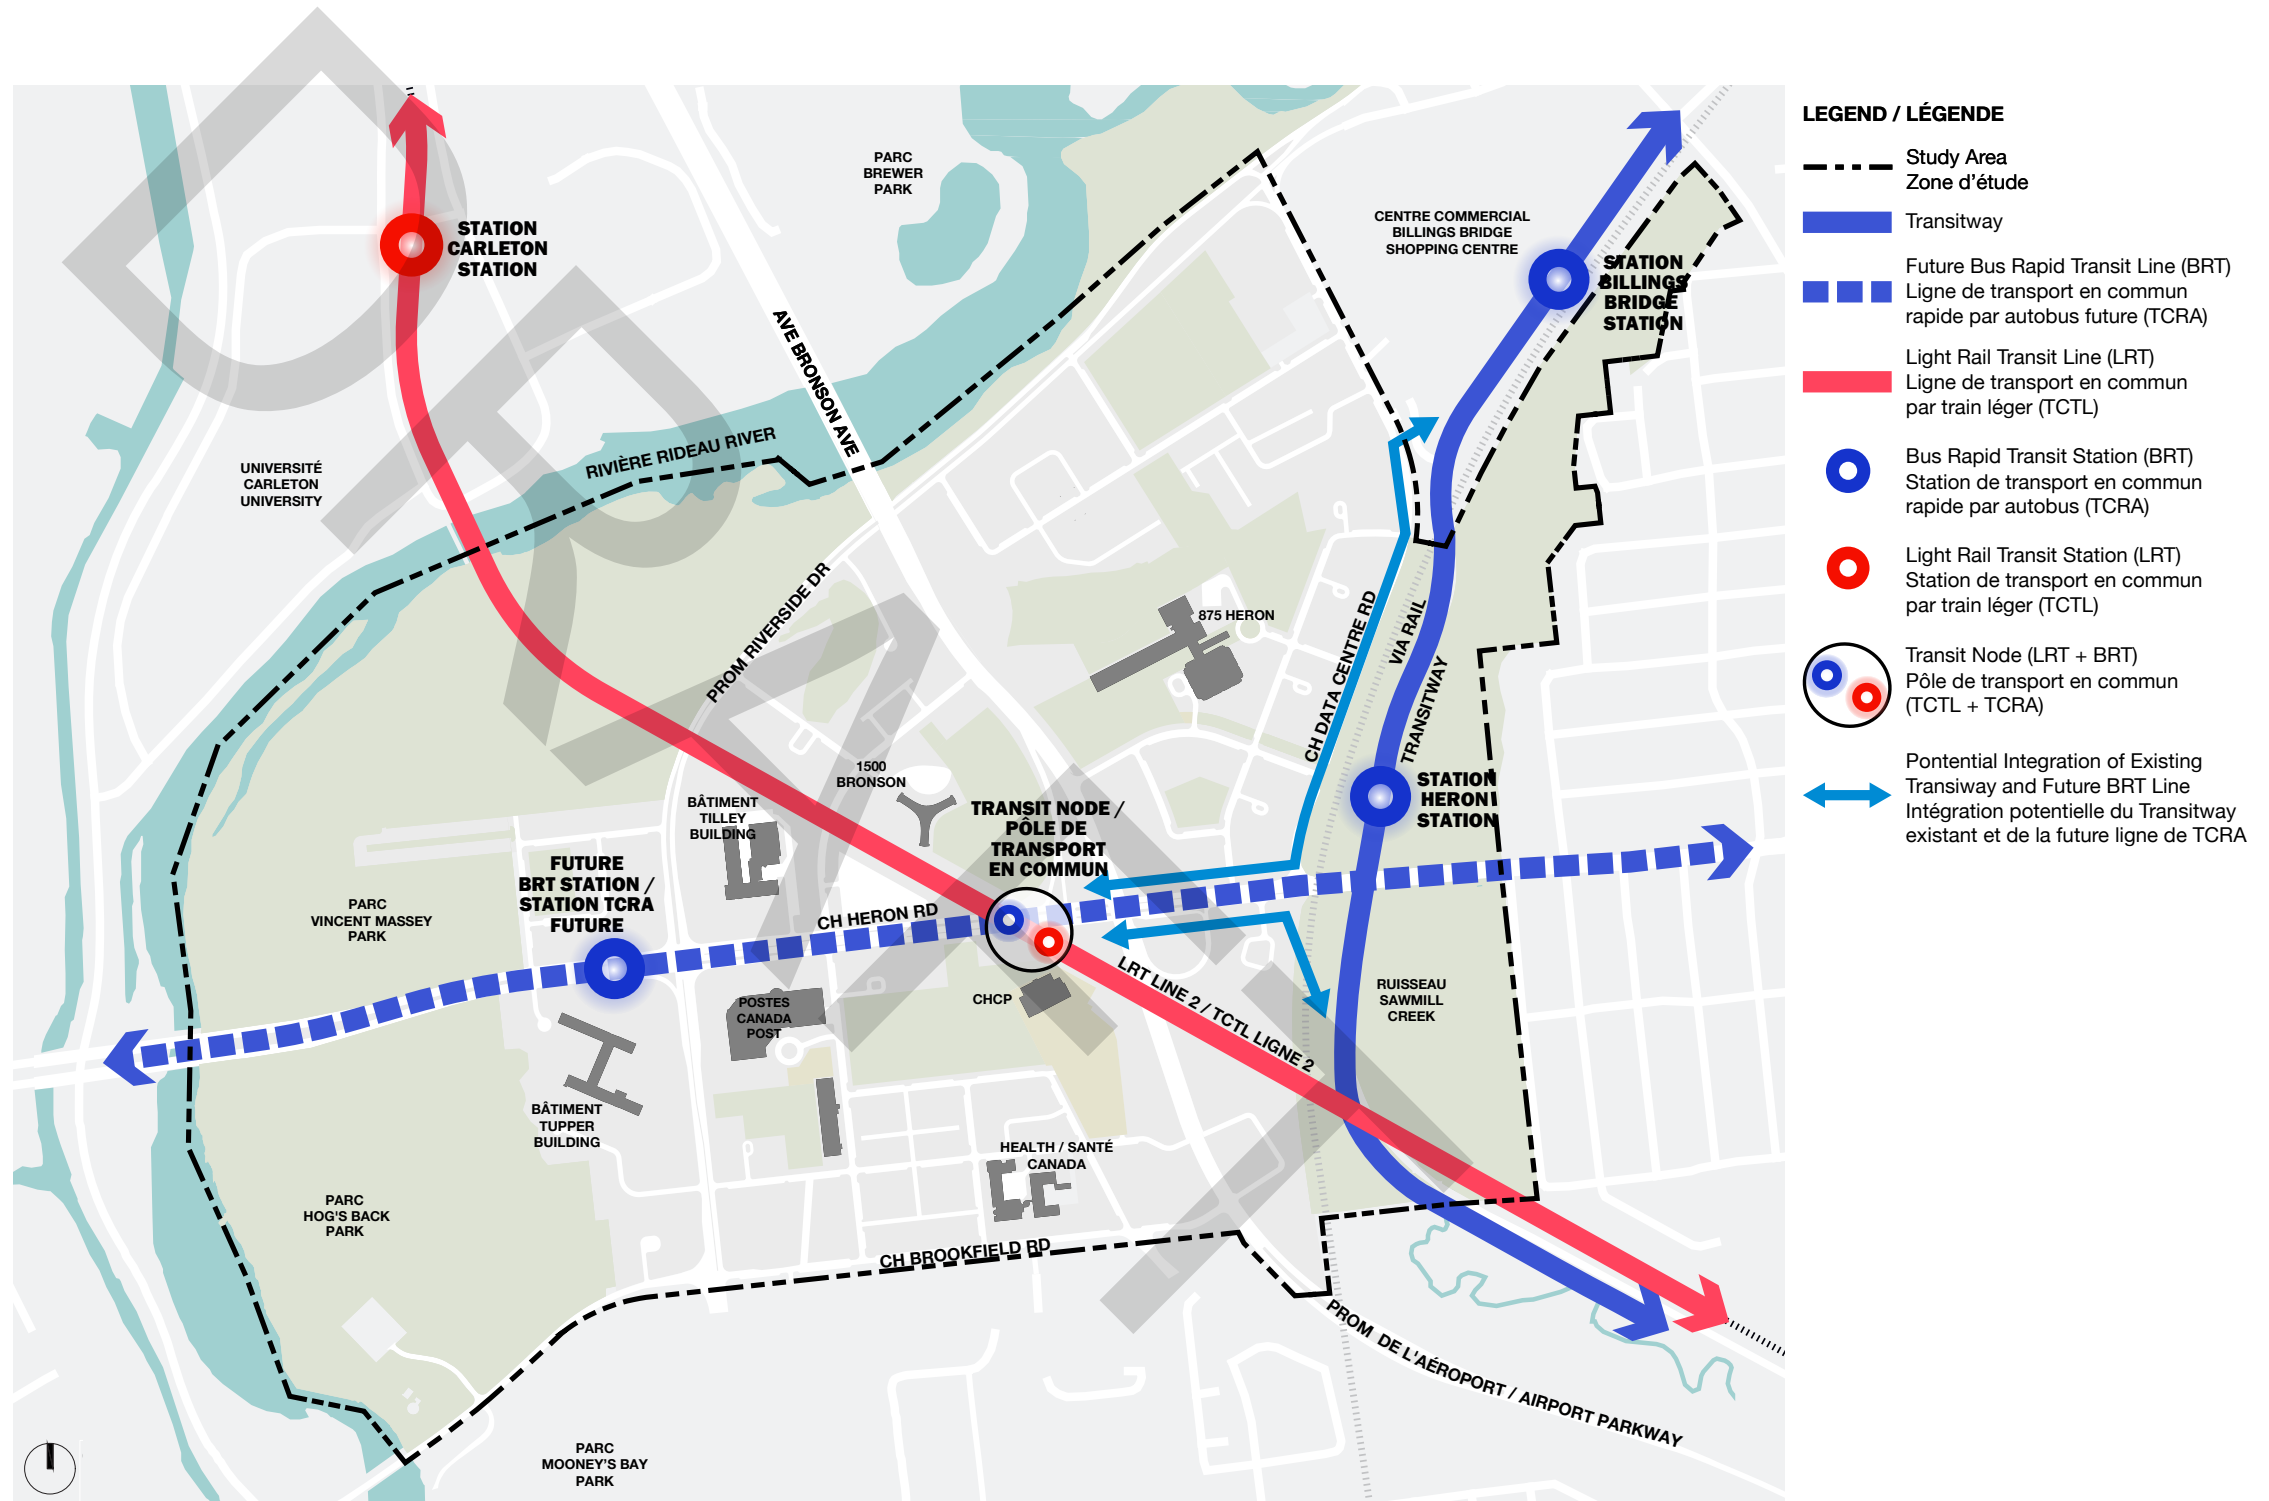 LEGEND / LÉGENDE
Study Area
Zone d'étude
Transitway
Future Bus Rapid Transit Line (BRT)
Ligne de transport en commun
rapide par autobus future (TCRA)
Light Rail Transit Line (LRT)
Ligne de transport en commun
par train léger (TCTL)
Bus Rapid Transit Station (BRT)
Station de transport en commun
rapide par autobus (TCRA)
Light Rail Transit Station (LRT)
Station de transport en commun
par train léger (TCTL)
Transit Node (LRT + BRT)
Pôle de transport en commun
(TCTL + TCRA)
Pontential Integration of Existing
Transiway and Future BRT Line
Intégration potentielle du Transitway
existant et de la future ligne de TCRA
PARC
BREWER
PARK
STATION
CARLETON
STATION
CENTRE COMMERCIAL
BILLINGS BRIDGE
SHOPPING CENTRE
STATION
BILLINGS
BRIDGE
STATION
AVE BRONSON AVE
RIVIÈRE RIDEAU RIVER
UNIVERSITÉ
CARLETON
UNIVERSITY
PROM RIVERSIDE DR
875 HERON
CH DATA CENTRE RD
VIA RAIL
TRANSITWAY
1500
BRONSON
BÂTIMENT
TILLEY
BUILDING
TRANSIT NODE /
PÔLE DE
TRANSPORT
EN COMMUN
STATION
HERON
STATION
FUTURE
BRT STATION /
STATION TCRA
FUTURE
CH HERON RD
PARC
VINCENT MASSEY
PARK
POSTES
CANADA
POST
CHCP
LRT LINE 2 / TCTL LIGNE 2
RUISSEAU
SAWMILL
CREEK
BÂTIMENT
TUPPER
BUILDING
HEALTH / SANTÉ
CANADA
PARC
HOG'S BACK
PARK
CH BROOKFIELD RD
PROM DE L'AÉROPORT / AIRPORT PARKWAY
PARC
MOONEY'S BAY
PARK
DRAFT